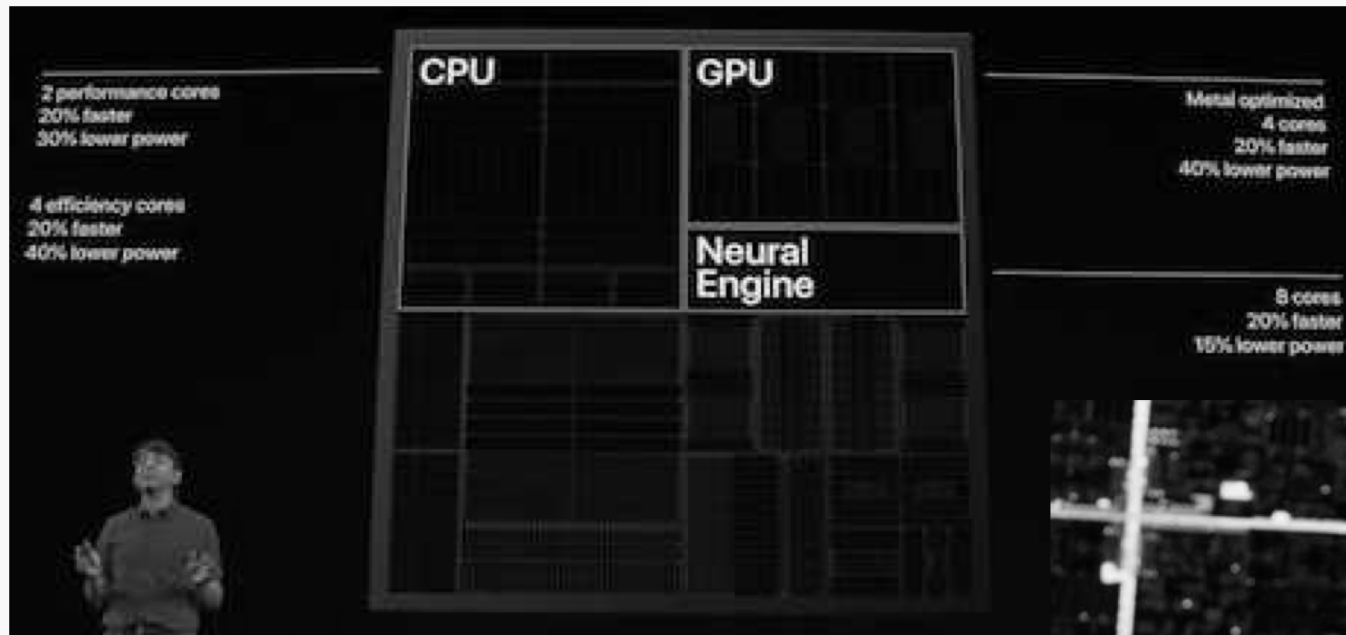 CPU
GPU
Neural
Engine
2 performance cores
20% faster
30% lower power
4 efficiency cores
20% faster
40% lower power
Metal optimized
4 cores
20% faster
40% lower power
8 cores
20% faster
15% lower power